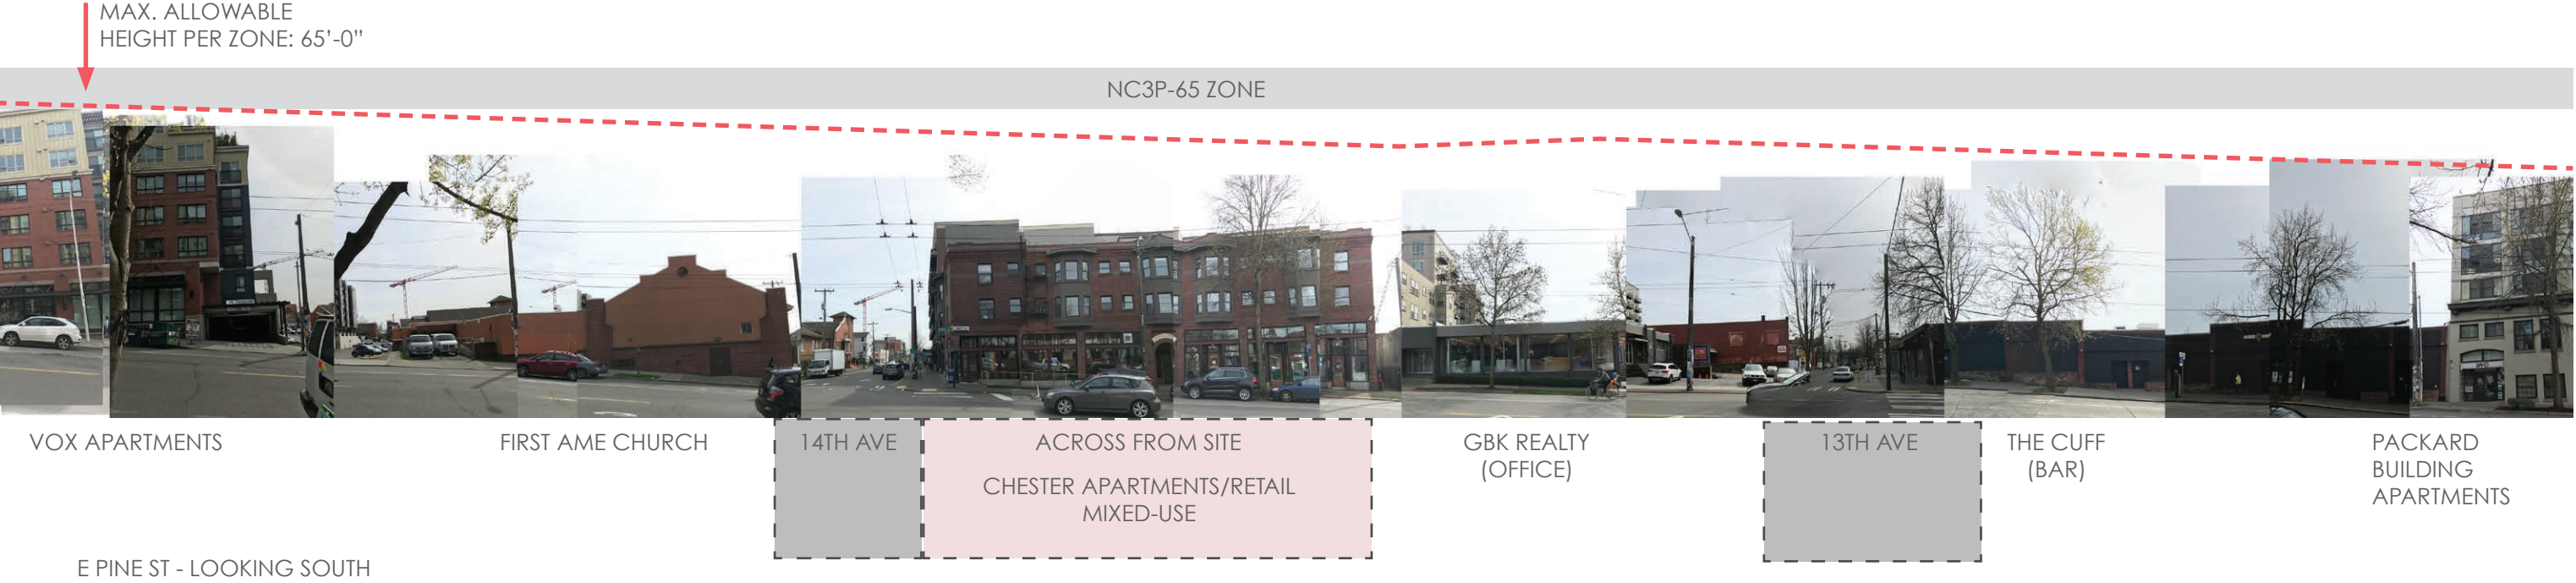 MAX. ALLOWABLE
HEIGHT PER ZONE: 65'-0”
NC3P-65 ZONE
VOX APARTMENTS
FIRST AME CHURCH
14TH AVE
ACROSS FROM SITE
CHESTER APARTMENTS/RETAIL
MIXED-USE
GBK REALTY
(OFFICE)
13TH AVE
THE CUFF
(BAR)
PACKARD
BUILDING
APARTMENTS
E PINE ST - LOOKING SOUTH